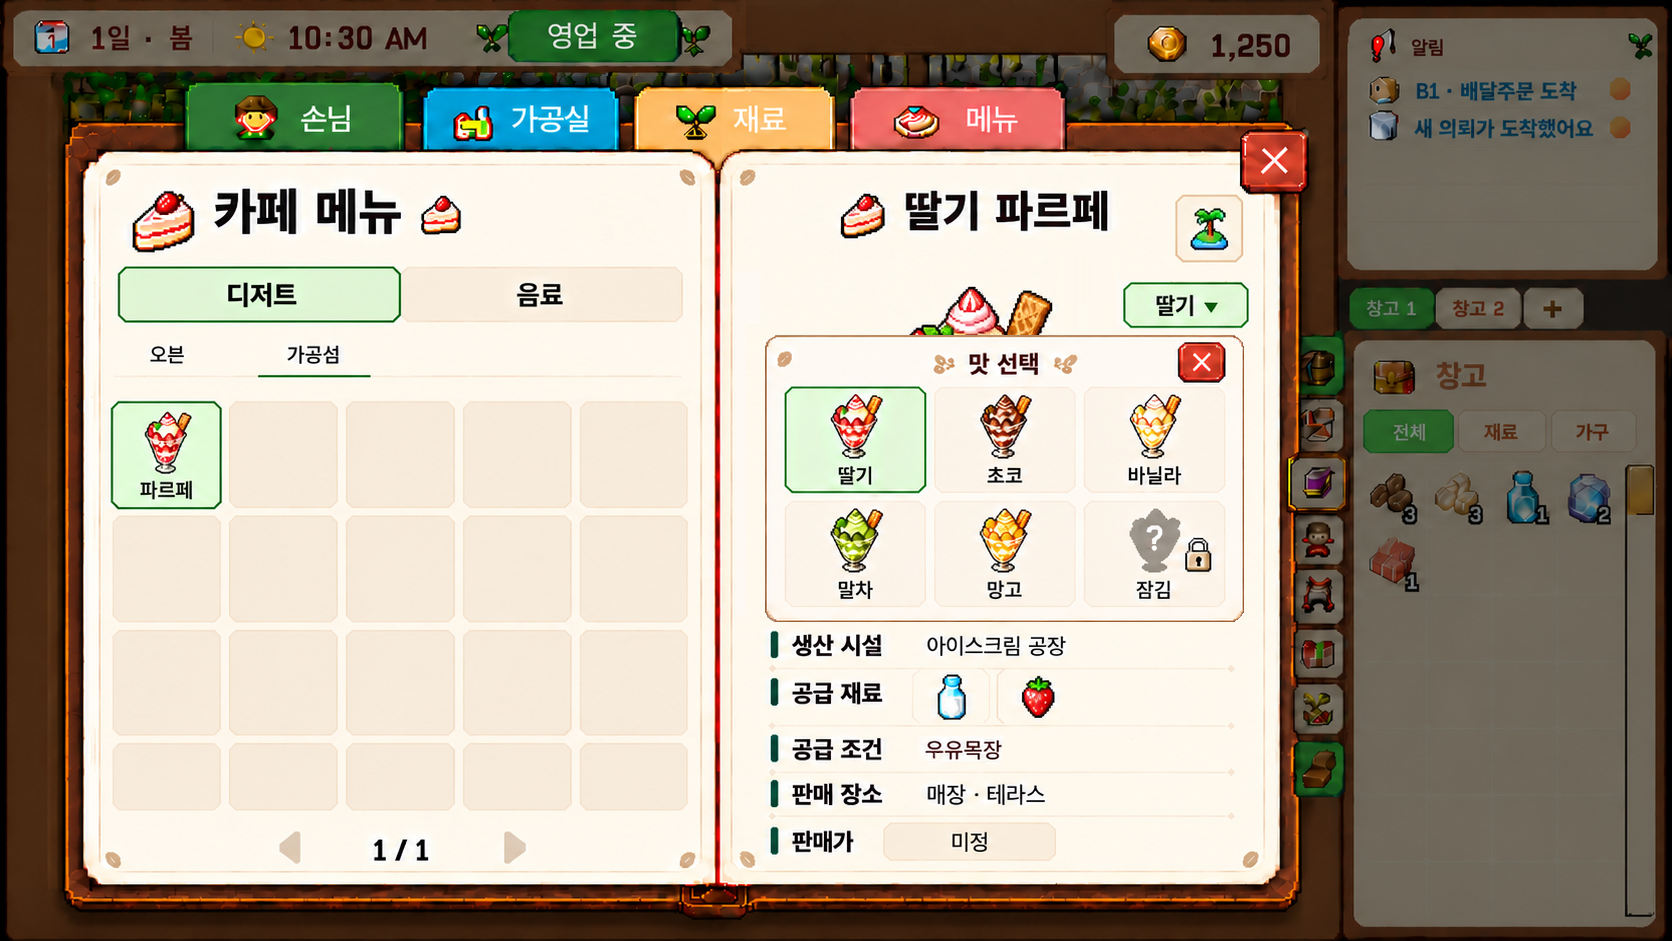 1일 · 봄
10:30 AM
영업 중
1,250
알림
B1 · 배달주문 도착
새 의뢰가 도착했어요
손님
가공실
재료
메뉴
카페 메뉴
디저트
음료
오븐
가공섬
파르페
1 / 1
딸기 파르페
딸기 ▼
맛 선택
딸기
초코
바닐라
말차
망고
?
잠김
생산 시설
아이스크림 공장
공급 재료
공급 조건
우유목장
판매 장소
매장 · 테라스
판매가
미정
창고 1
창고 2
+
창고
전체
재료
가구
3
3
1
2
1